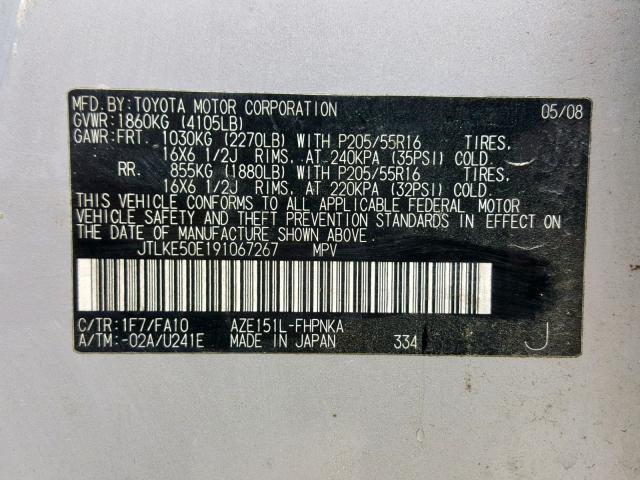 MFD.BY:TOYOTA MOTOR CORPORATION 05/08
GVWR:1860KG (4105LB)
GAWR:FRT. 1030KG (2270LB) WITH P205/55R16 TIRES,
16X6 1/2J RIMS, AT 240KPA (35PSI) COLD.
RR. 855KG (1880LB) WITH P205/55R16 TIRES,
16X6 1/2J RIMS, AT 220KPA (32PSI) COLD.
THIS VEHICLE CONFORMS TO ALL APPLICABLE FEDERAL MOTOR
VEHICLE SAFETY AND THEFT PREVENTION STANDARDS IN EFFECT ON
THE DATE OF MANUFACTURE SHOWN ABOVE.
JTLKE50E191067267 MPV
C/TR:1F7/FA10 AZE151L-FHPNKA
A/TM:-02A/U241E MADE IN JAPAN 334 J